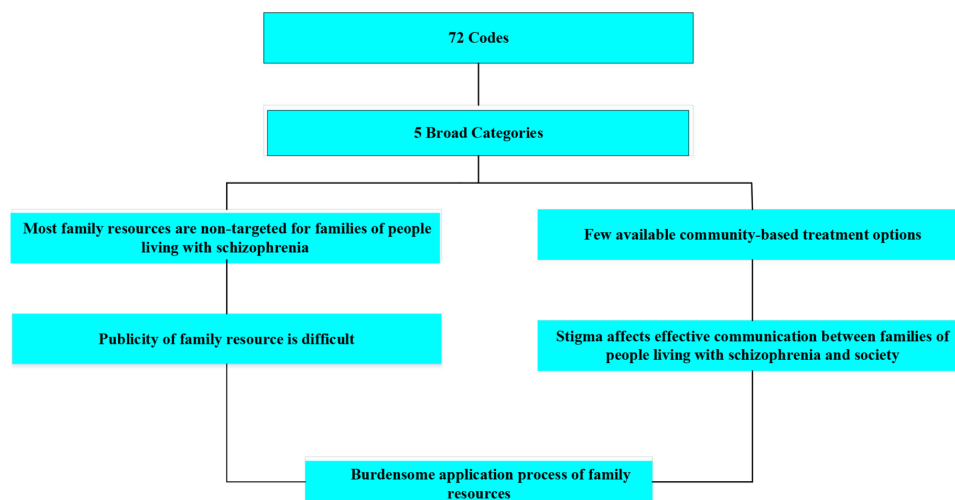 72 Codes
5 Broad Categories
Most family resources are non-targeted for families of people
living with schizophrenia
Few available community-based treatment options
Publicity of family resource is difficult
Stigma affects effective communication between families of
people living with schizophrenia and society
Burdensome application process of family
resources